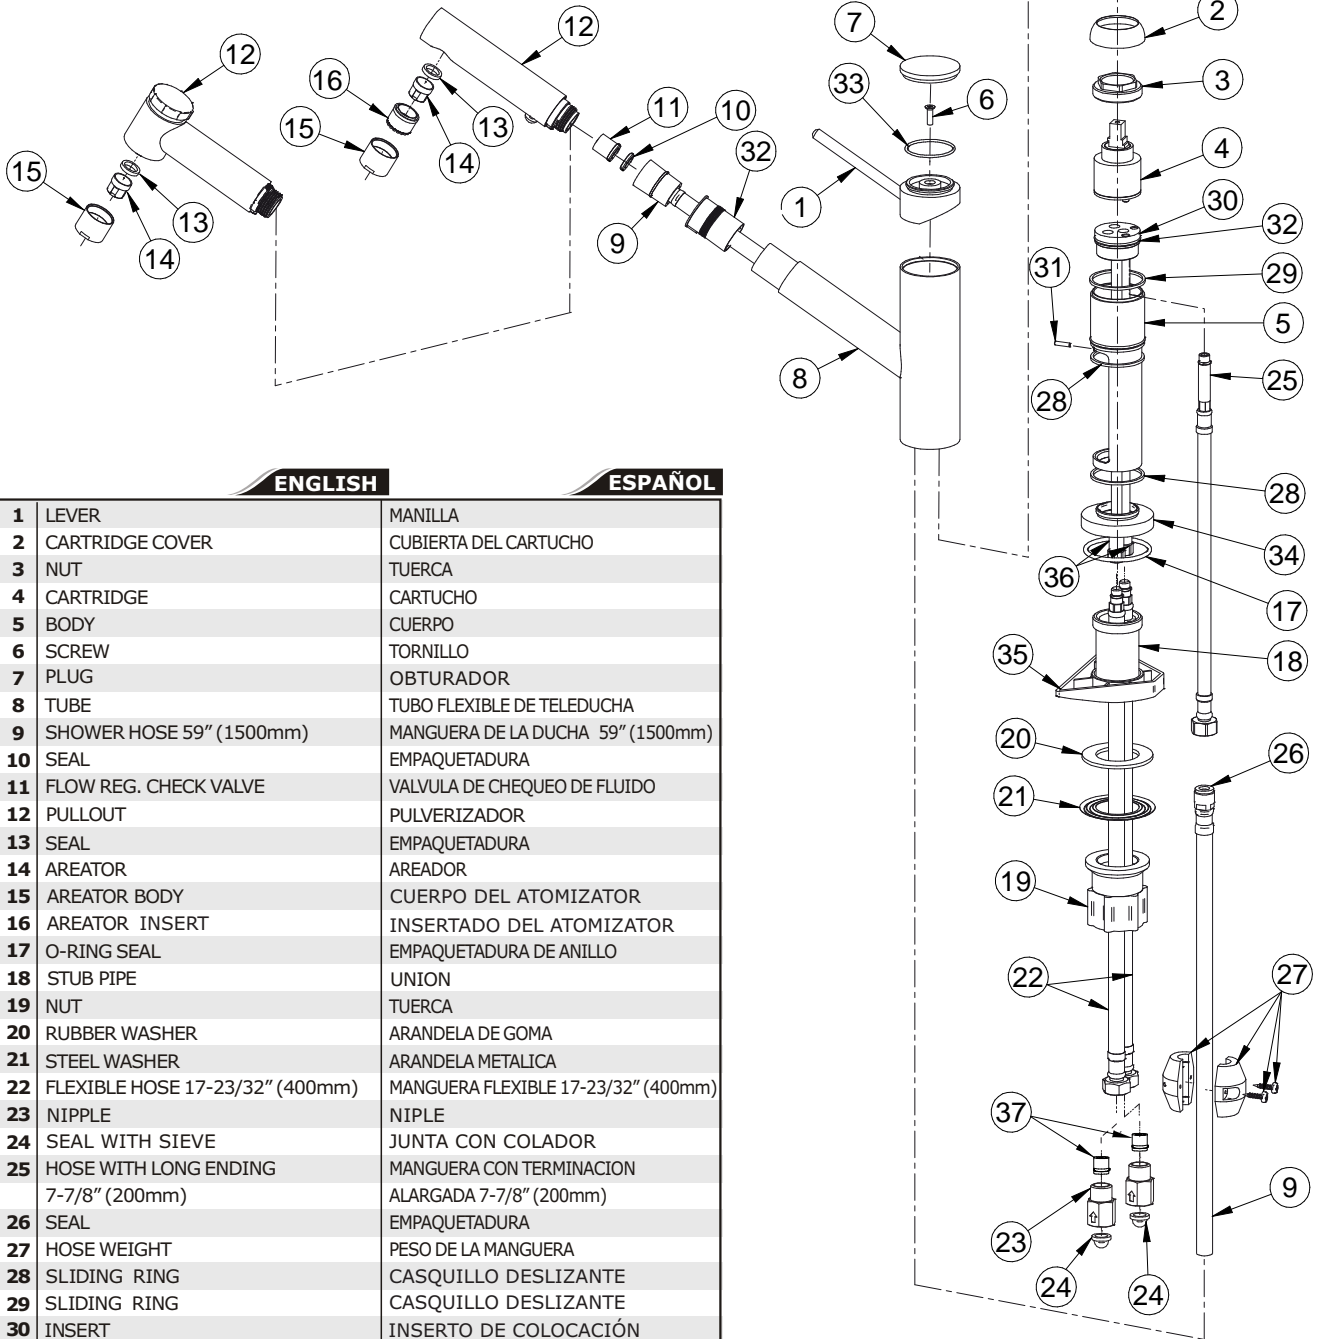 12
12
7
2
16
13
11
10
33
6
3
15
14
32
4
15
13
1
30
32
14
9
31
29
5
8
28
25
28
34
36
17
35
18
20
26
21
19
22
27
37
9
23
24
24
ENGLISH ESPAÑOL
1 LEVER MANILLA
2 CARTRIDGE COVER CUBIERTA DEL CARTUCHO
3 NUT TUERCA
4 CARTRIDGE CARTUCHO
5 BODY CUERPO
6 SCREW TORNILLO
7 PLUG OBTURADOR
8 TUBE TUBO FLEXIBLE DE TELEDUCHA
9 SHOWER HOSE 59” (1500mm) MANGUERA DE LA DUCHA 59” (1500mm)
10 SEAL EMPAQUETADURA
11 FLOW REG. CHECK VALVE VALVULA DE CHEQUEO DE FLUIDO
12 PULLOUT PULVERIZADOR
13 SEAL EMPAQUETADURA
14 AREATOR AREADOR
15 AREATOR BODY CUERPO DEL ATOMIZATOR
16 AREATOR INSERT INSERTADO DEL ATOMIZATOR
17 O-RING SEAL EMPAQUETADURA DE ANILLO
18 STUB PIPE UNION
19 NUT TUERCA
20 RUBBER WASHER ARANDELA DE GOMA
21 STEEL WASHER ARANDELA METALICA
22 FLEXIBLE HOSE 17-23/32” (400mm) MANGUERA FLEXIBLE 17-23/32” (400mm)
23 NIPPLE NIPLE
24 SEAL WITH SIEVE JUNTA CON COLADOR
25 HOSE WITH LONG ENDING MANGUERA CON TERMINACION
7-7/8” (200mm) ALARGADA 7-7/8” (200mm)
26 SEAL EMPAQUETADURA
27 HOSE WEIGHT PESO DE LA MANGUERA
28 SLIDING RING CASQUILLO DESLIZANTE
29 SLIDING RING CASQUILLO DESLIZANTE
30 INSERT INSERTO DE COLOCACIÓN